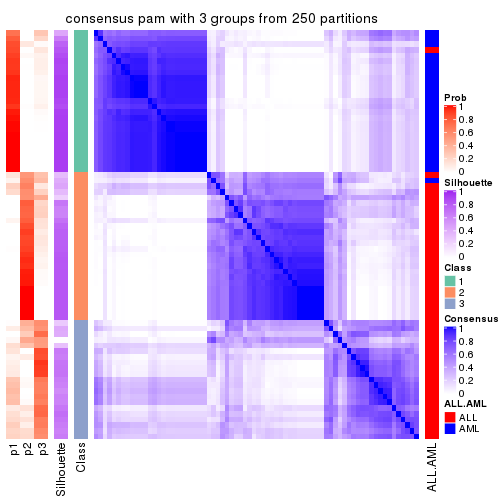 consensus pam with 3 groups from 250 partitions
Prob
1
0.8
0.6
0.4
0.2
0
Silhouette
1
0.8
0.6
0.4
0.2
0
Class
1
2
3
Consensus
1
0.8
0.6
0.4
0.2
0
ALL.AML
ALL
AML
p1
p2
p3
Silhouette
Class
ALL.AML